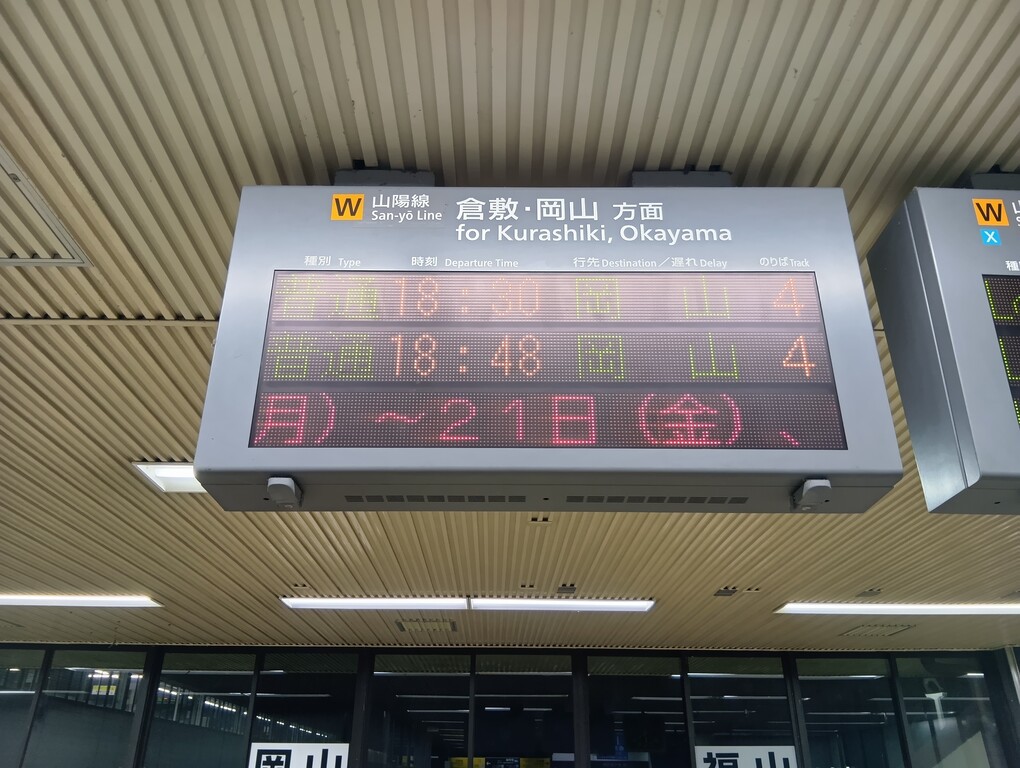 W 山陽線 San-yō Line 倉敷・岡山 方面
for Kurashiki, Okayama
種別 Type 時刻 Departure Time 行先 Destination／遅れ Delay のりば Track
普通 18:30 岡 山 4
普通 18:48 岡 山 4
月)～21日(金)、
W
X
岡山
福山